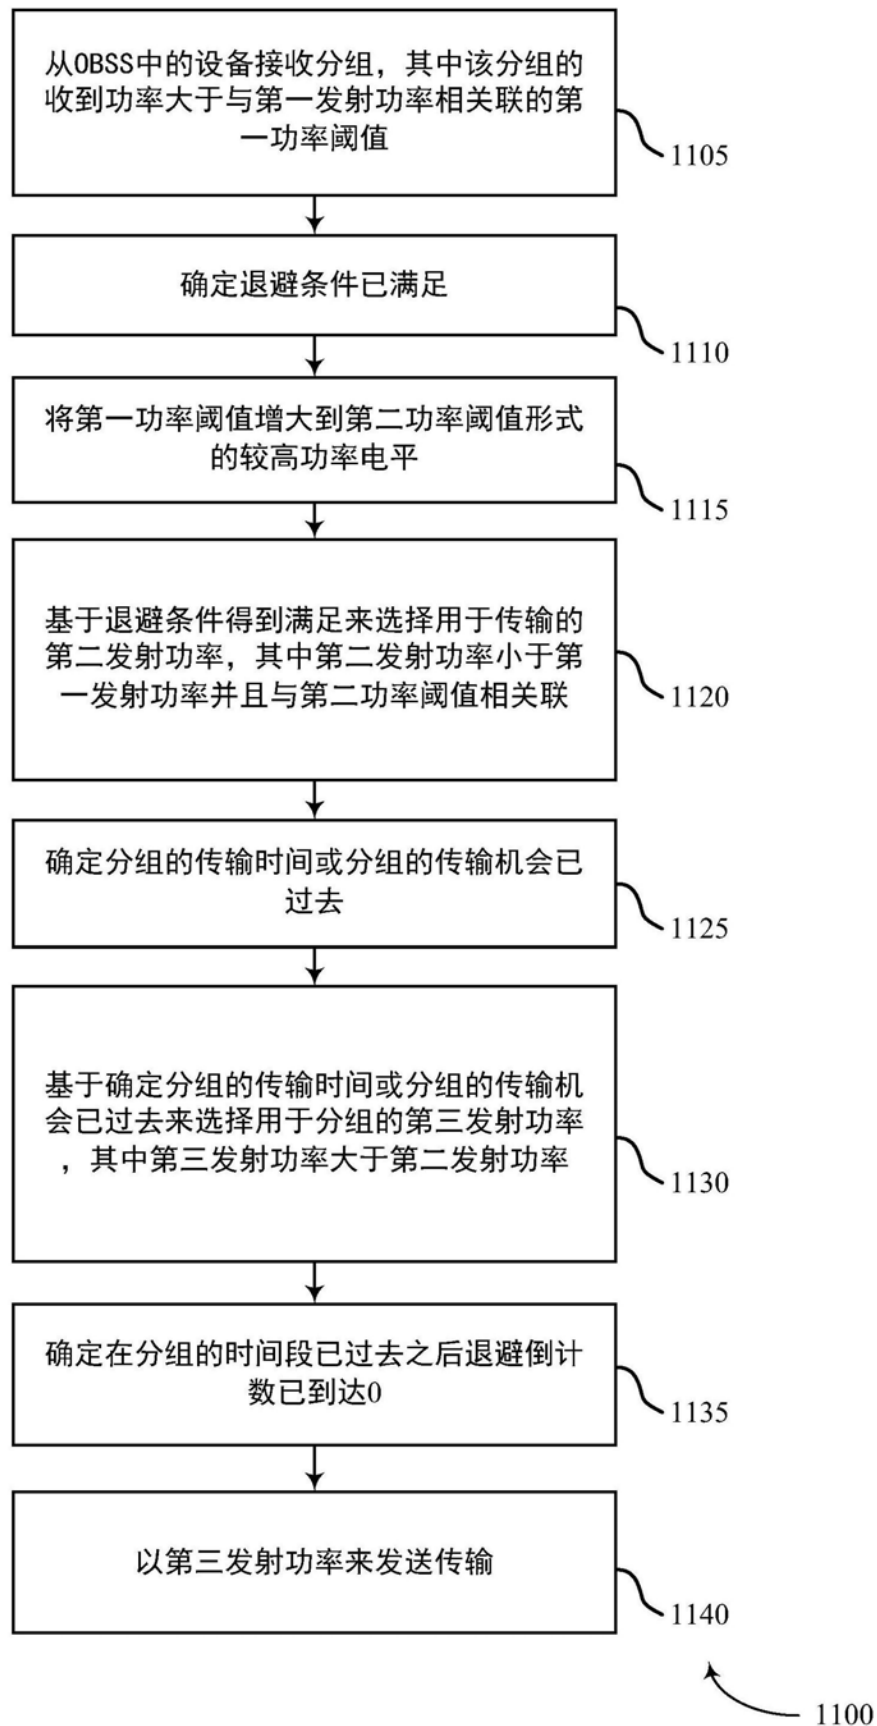 从OBSS中的设备接收分组，其中该分组的
收到功率大于与第一发射功率相关联的第
一功率阈值
1105
确定退避条件已满足
1110
将第一功率阈值增大到第二功率阈值形式
的较高功率电平
1115
基于退避条件得到满足来选择用于传输的
第二发射功率，其中第二发射功率小于第
一发射功率并且与第二功率阈值相关联
1120
确定分组的传输时间或分组的传输机会已
过去
1125
基于确定分组的传输时间或分组的传输机
会已过去来选择用于分组的第三发射功率
，其中第三发射功率大于第二发射功率
1130
确定在分组的时间段已过去之后退避倒计
数已到达0
1135
以第三发射功率来发送传输
1140
1100